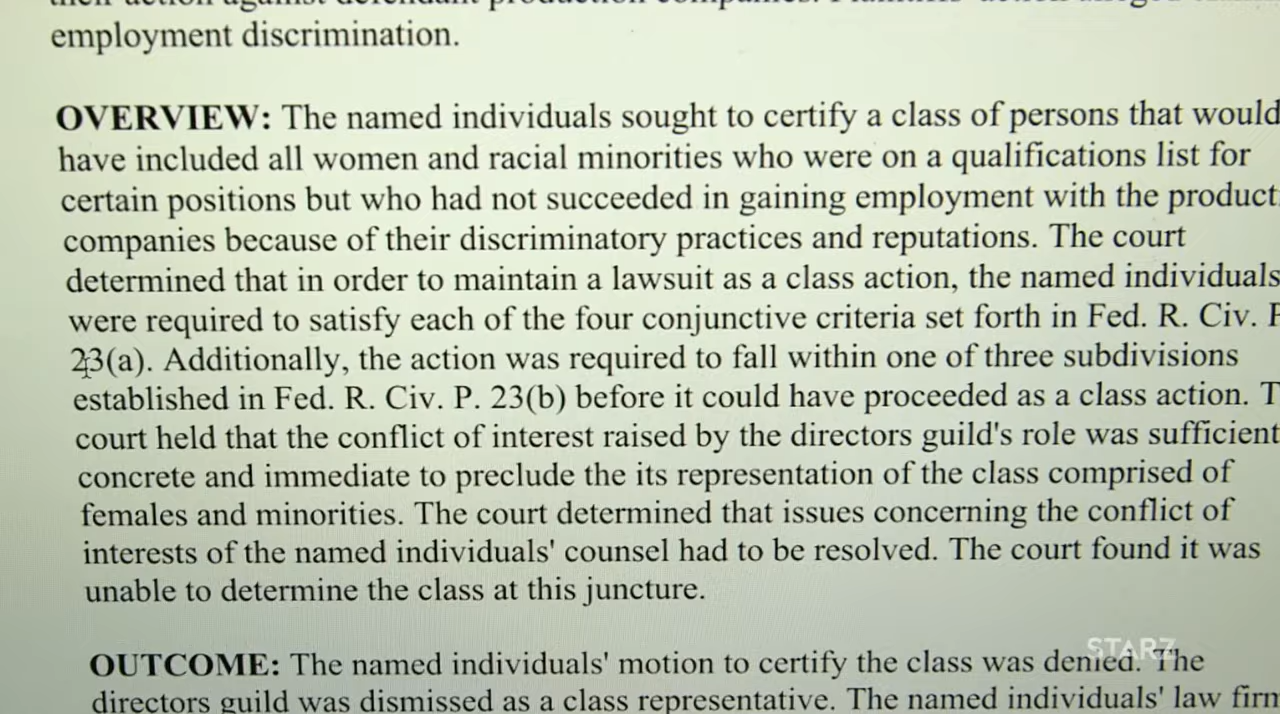 employment discrimination.
OVERVIEW: The named individuals sought to certify a class of persons that would
have included all women and racial minorities who were on a qualifications list for
certain positions but who had not succeeded in gaining employment with the
companies because of their discriminatory practices and reputations. The court
determined that in order to maintain a lawsuit as a class action, the named individuals
were required to satisfy each of the four conjunctive criteria set forth in Fed. R. Civ.
23(a). Additionally, the action was required to fall within one of three subdivisions
established in Fed. R. Civ. P. 23(b) before it could have proceeded as a class action.
court held that the conflict of interest raised by the directors guild's role was
concrete and immediate to preclude the its representation of the class comprised of
females and minorities. The court determined that issues concerning the conflict of
interests of the named individuals' counsel had to be resolved. The court found it was
unable to determine the class at this juncture.
OUTCOME: The named individuals' motion to certify the class was denied. The
directors guild was dismissed as a class representative. The named individuals' law
STARZ